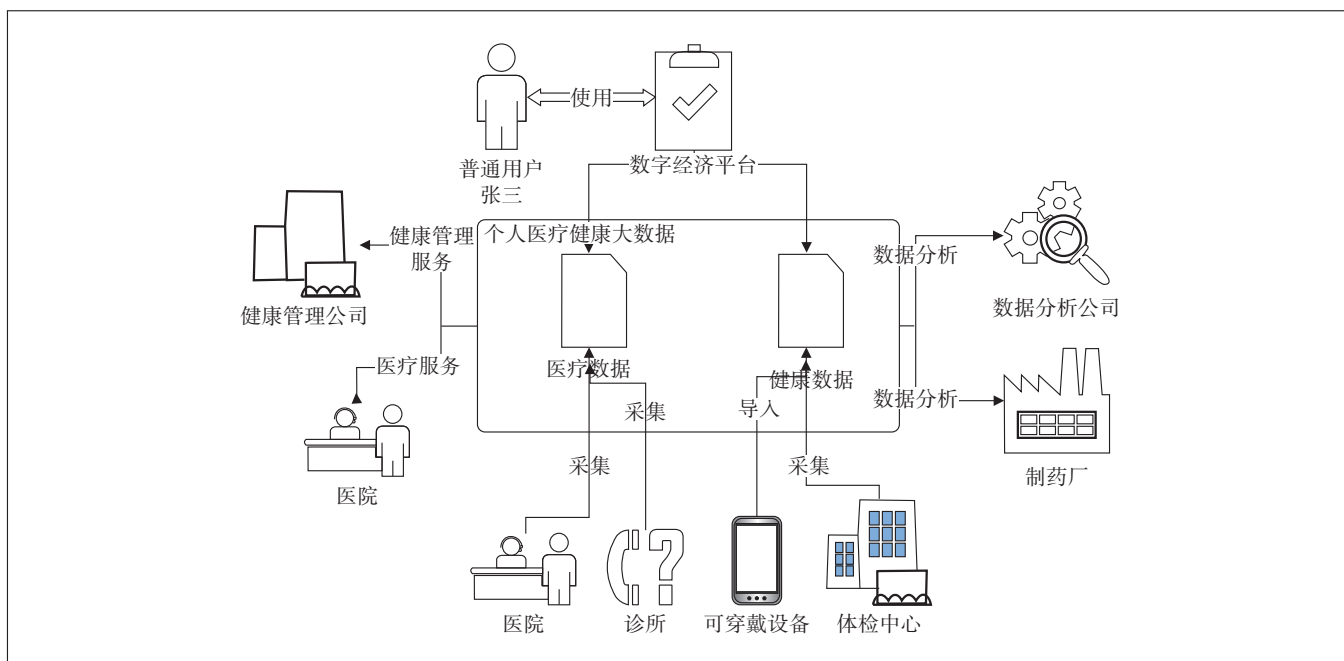 使用
普通用户
张三
数字经济平台
健康管理
服务
个人医疗健康大数据
数据分析
健康管理公司
数据分析公司
医疗服务
医疗数据
健康数据
采集
导入
数据分析
医院
采集
采集
制药厂
医院
诊所
可穿戴设备
体检中心